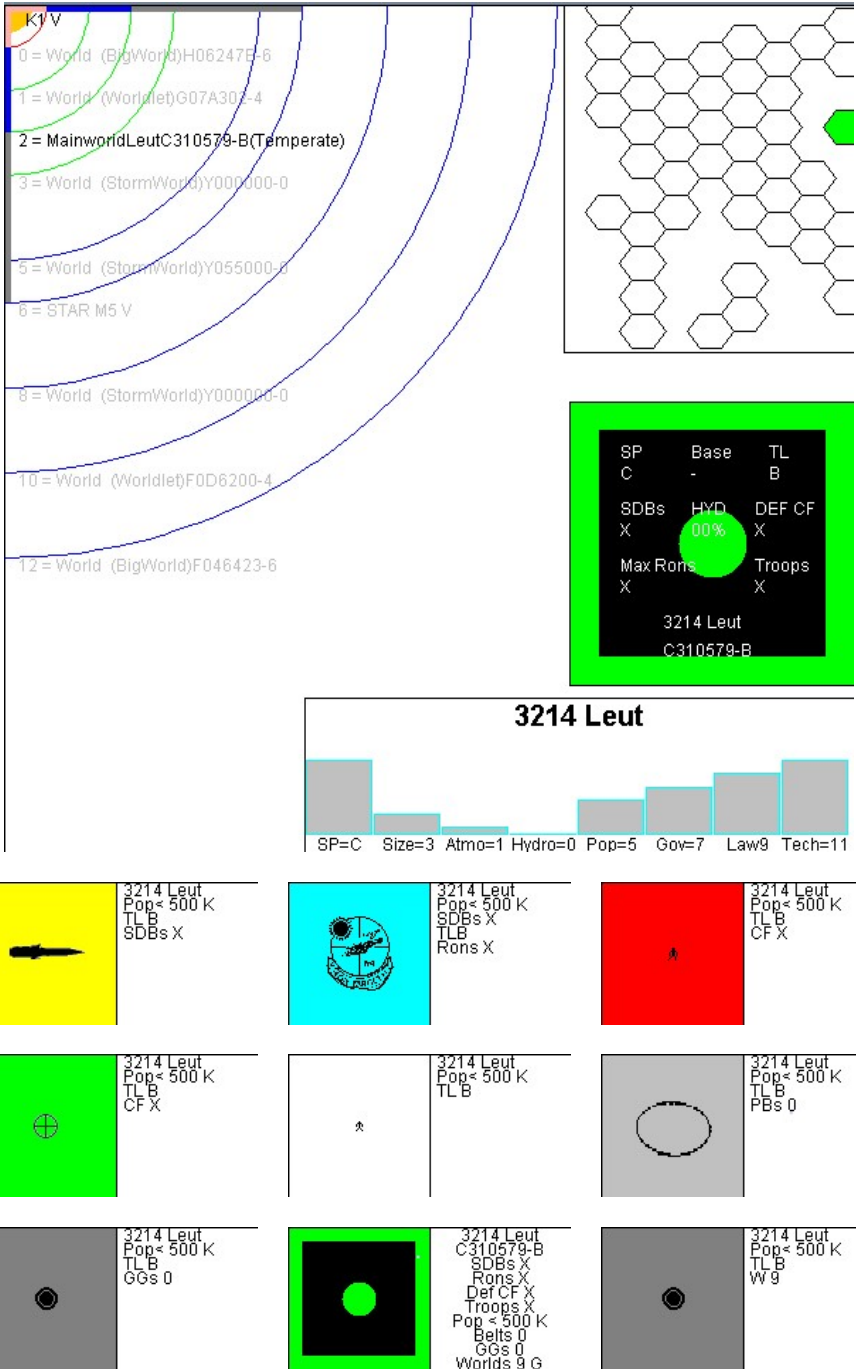 K1 V
0 = World (BigWorld)H06247B-6
1 = World (Worldlet)G07A302-4
2 = MainworldLeutC310579-B(Temperate)
3 = World (StormWorld)Y000000-0
5 = World (StormWorld)Y055000-0
6 = STAR M5 V
8 = World (StormWorld)Y000000-0
10 = World (Worldlet)F0D6200-4
12 = World (BigWorld)F046423-6
SP Base TL
C - B
SDBs HYD DEF CF
X 00% X
Max Rons Troops
X X
3214 Leut
C310579-B
3214 Leut
SP=C Size=3 Atmo=1 Hydro=0 Pop=5 Gov=7 Law9 Tech=11
3214 Leut
Pop< 500 K
TL B
SDBs X
3214 Leut
Pop< 500 K
SDBs X
TLB
Rons X
3214 Leut
Pop< 500 K
TL B
CF X
3214 Leut
Pop< 500 K
TL B
CF X
3214 Leut
Pop< 500 K
TL B
3214 Leut
Pop< 500 K
TL B
PBs 0
3214 Leut
Pop< 500 K
TL B
GGs 0
3214 Leut
C310579-B
SDBs X
Rons X
Def CF X
Troops X
Pop < 500 K
Belts 0
GGs 0
Worlds 9 G
3214 Leut
Pop< 500 K
TL B
W 9